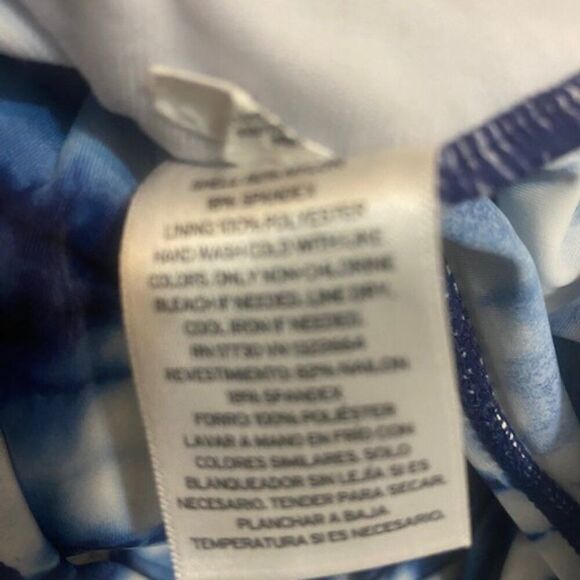 18% SPANDEX
LINING 100% POLYESTER
HAND WASH COLD WITH LIKE
COLORS. ONLY NON-CHLORINE
BLEACH IF NEEDED. LINE DRY.
COOL IRON IF NEEDED.
REVESTIMIENTO: 82% NAILON
18% SPANDEX
FORRO: 100% POLIÉSTER
LAVAR A MANO EN FRÍO CON
COLORES SIMILARES. SOLO
BLANQUEADOR SIN LEJÍA SI ES
NECESARIO. TENDER PARA SECAR.
PLANCHAR A BAJA
TEMPERATURA SI ES NECESARIO.